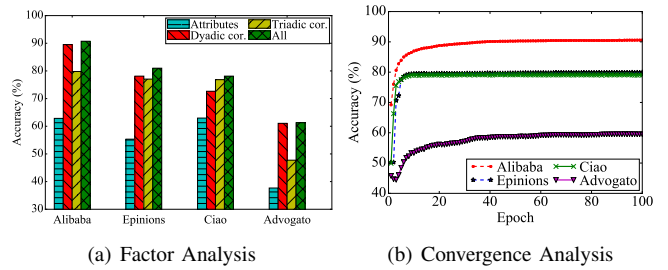 Attributes
Triadic cor.
Dyadic cor.
All
Accuracy (%)
100
90
80
70
60
50
40
30
Alibaba
Epinions
Ciao
Advogato
(a) Factor Analysis
Accuracy (%)
100
90
80
70
60
50
40
Alibaba
Ciao
Epinions
Advogato
0
20
40
60
80
100
Epoch
(b) Convergence Analysis